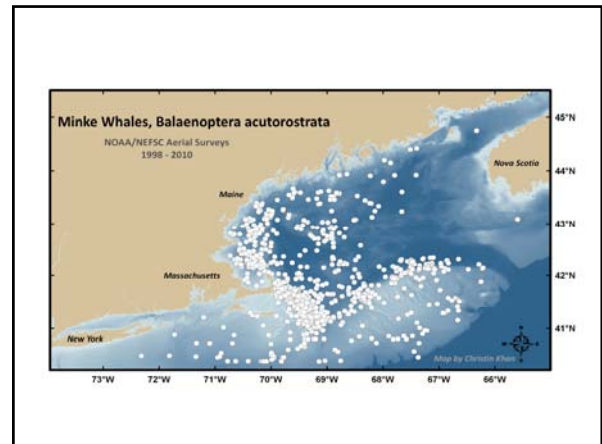 Minke Whales, Balaenoptera acutorostrata
NOAA/NEFSC Aerial Surveys
1998 - 2010
Nova Scotia
Maine
Massachusetts
New York
Map by Christin Khan
45°N
44°N
43°N
42°N
41°N
73°W 72°W 71°W 70°W 69°W 68°W 67°W 66°W